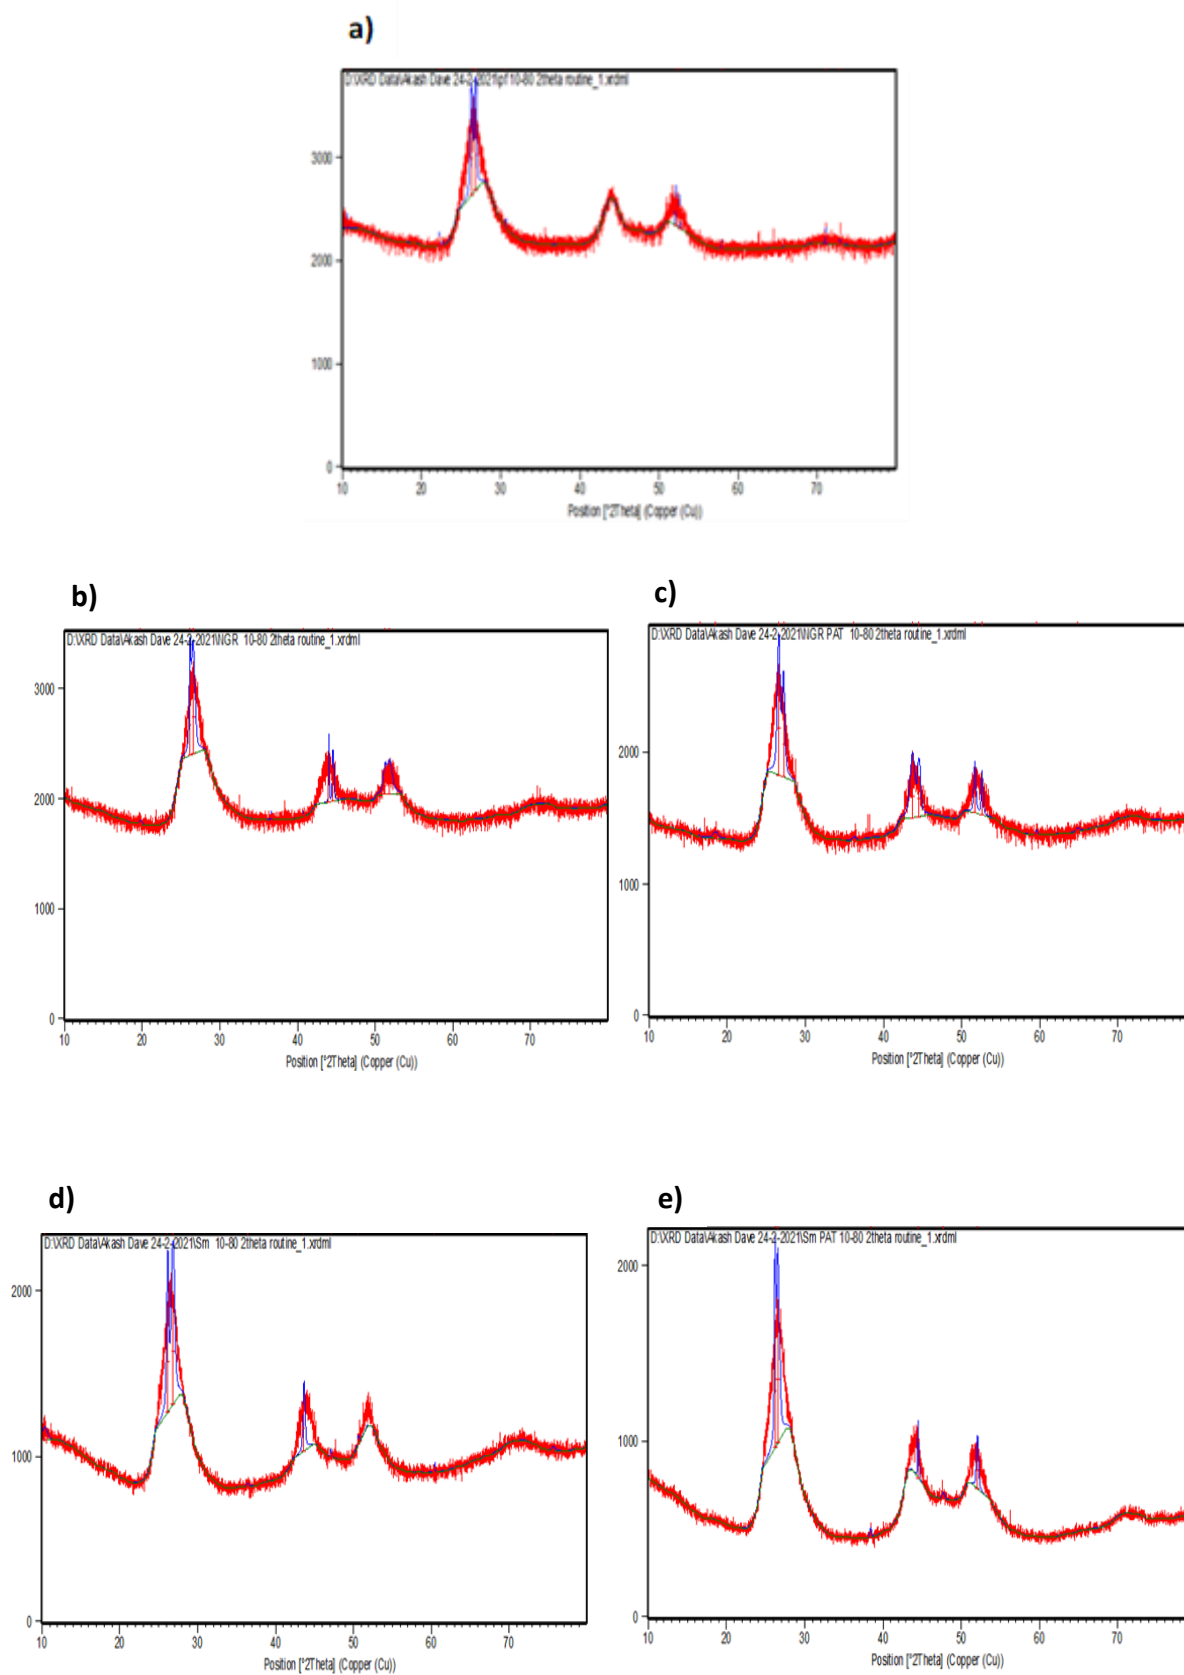 a)
D:\XRD Data\Akash Dave 24-2-2021\pf 10-80 2theta routine_1.xrdml
3000
2000
1000
0
10 20 30 40 50 60 70
Position [°2Theta] (Copper (Cu))
b)
D:\XRD Data\Akash Dave 24-2-2021\NGR 10-80 2theta routine_1.xrdml
3000
2000
1000
0
10 20 30 40 50 60 70
Position [°2Theta] (Copper (Cu))
c)
D:\XRD Data\Akash Dave 24-2-2021\NGR PAT 10-80 2theta routine_1.xrdml
2000
1000
0
10 20 30 40 50 60 70
Position [°2Theta] (Copper (Cu))
d)
D:\XRD Data\Akash Dave 24-2-2021\Sm 10-80 2theta routine_1.xrdml
2000
1000
0
10 20 30 40 50 60 70
Position [°2Theta] (Copper (Cu))
e)
D:\XRD Data\Akash Dave 24-2-2021\Sm PAT 10-80 2theta routine_1.xrdml
2000
1000
0
10 20 30 40 50 60 70
Position [°2Theta] (Copper (Cu))